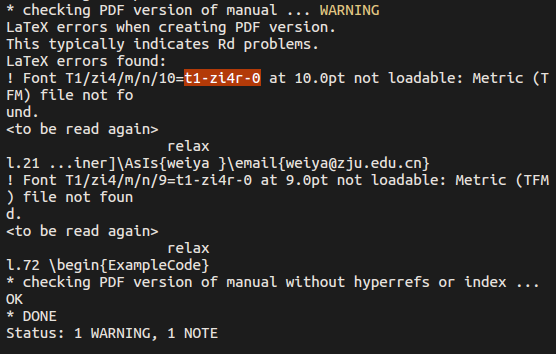 * checking PDF version of manual ... WARNING
LaTeX errors when creating PDF version.
This typically indicates Rd problems.
LaTeX errors found:
! Font T1/zi4/m/n/10=t1-zi4r-0 at 10.0pt not loadable: Metric (T
FM) file not fo
und.
<to be read again>
relax
l.21 ...iner]\AsIs{weiya }\email{weiya@zju.edu.cn}
! Font T1/zi4/m/n/9=t1-zi4r-0 at 9.0pt not loadable: Metric (TFM
) file not foun
d.
<to be read again>
relax
l.72 \begin{ExampleCode}
* checking PDF version of manual without hyperrefs or index ...
OK
* DONE
Status: 1 WARNING, 1 NOTE